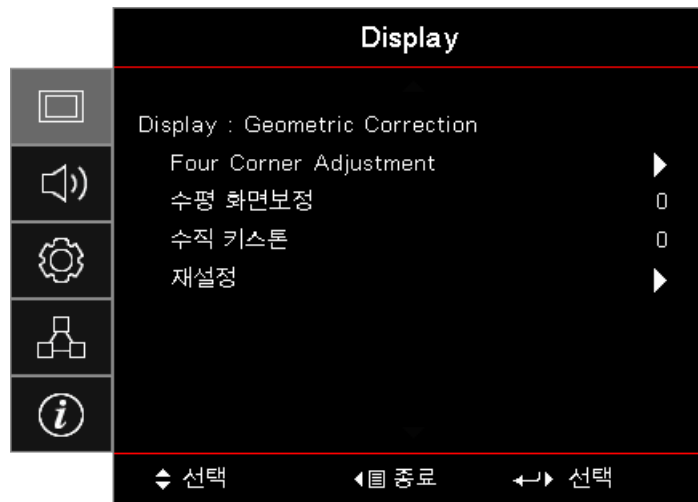 Display
Display : Geometric Correction
Four Corner Adjustment
수평 화면보정 0
수직 키스톤 0
재설정
선택 종료 선택